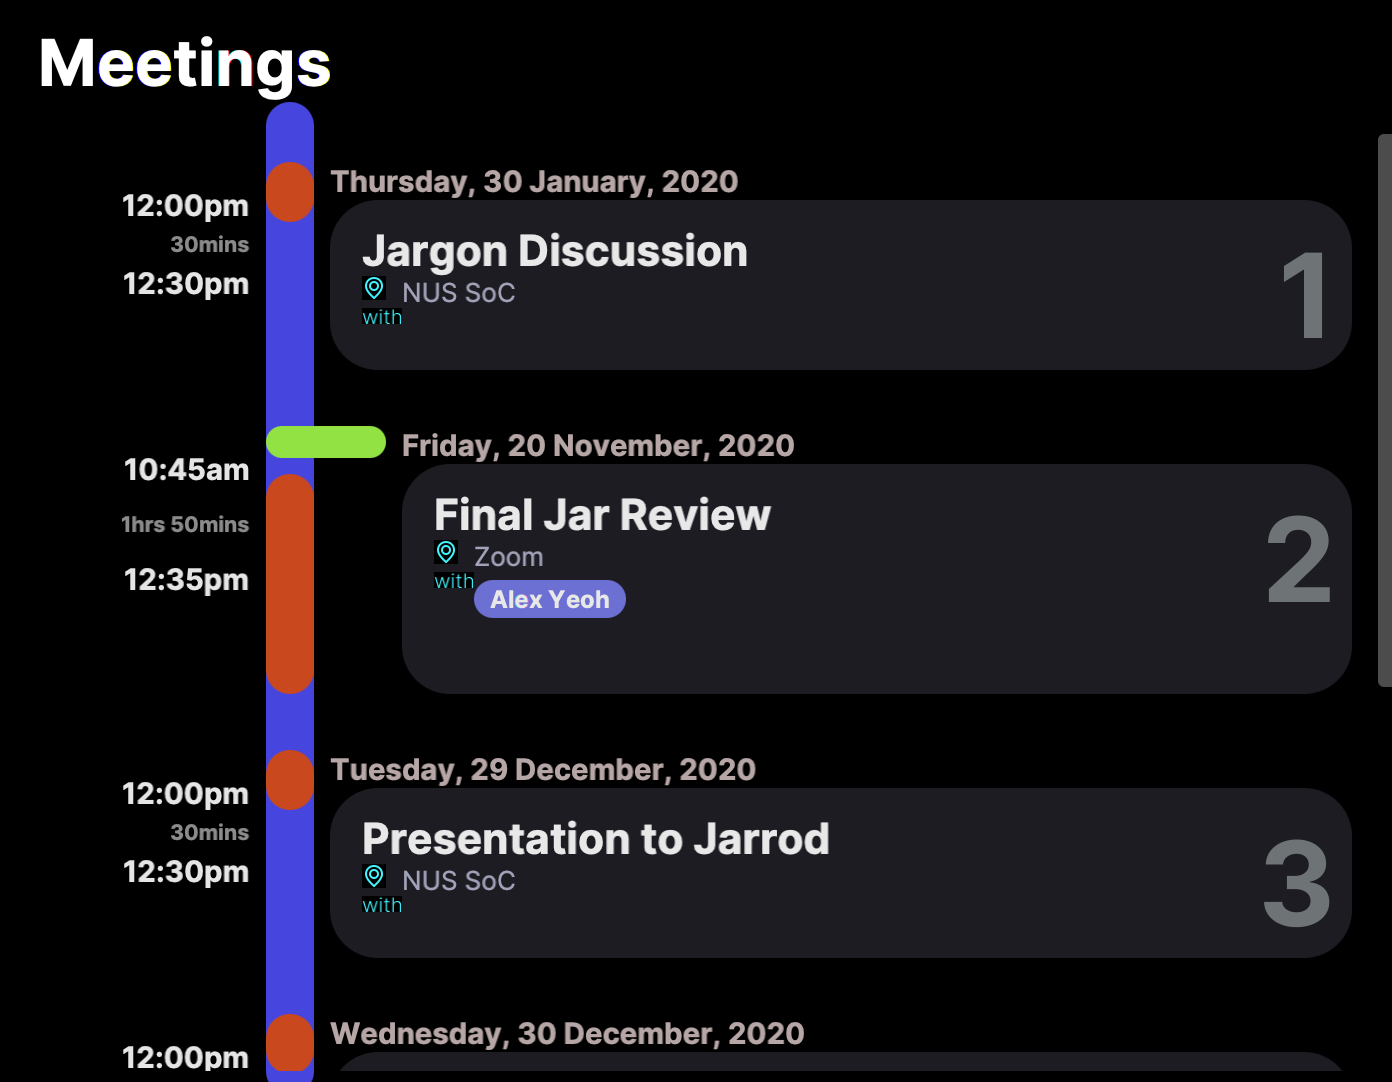 Meetings
Thursday, 30 January, 2020
12:00pm
30mins
12:30pm
Jargon Discussion
NUS SoC
with
1
Friday, 20 November, 2020
10:45am
1hrs 50mins
12:35pm
Final Jar Review
Zoom
with
Alex Yeoh
2
Tuesday, 29 December, 2020
12:00pm
30mins
12:30pm
Presentation to Jarrod
NUS SoC
with
3
Wednesday, 30 December, 2020
12:00pm